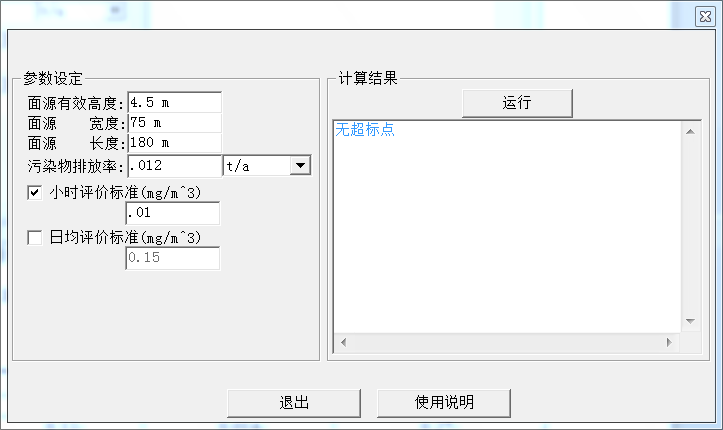 参数设定
面源有效高度: 4.5 m
面源 宽度: 75 m
面源 长度: 180 m
污染物排放率: .012 t/a
小时评价标准(mg/m^3)
.01
日均评价标准(mg/m^3)
0.15
计算结果
运行
无超标点
退出
使用说明